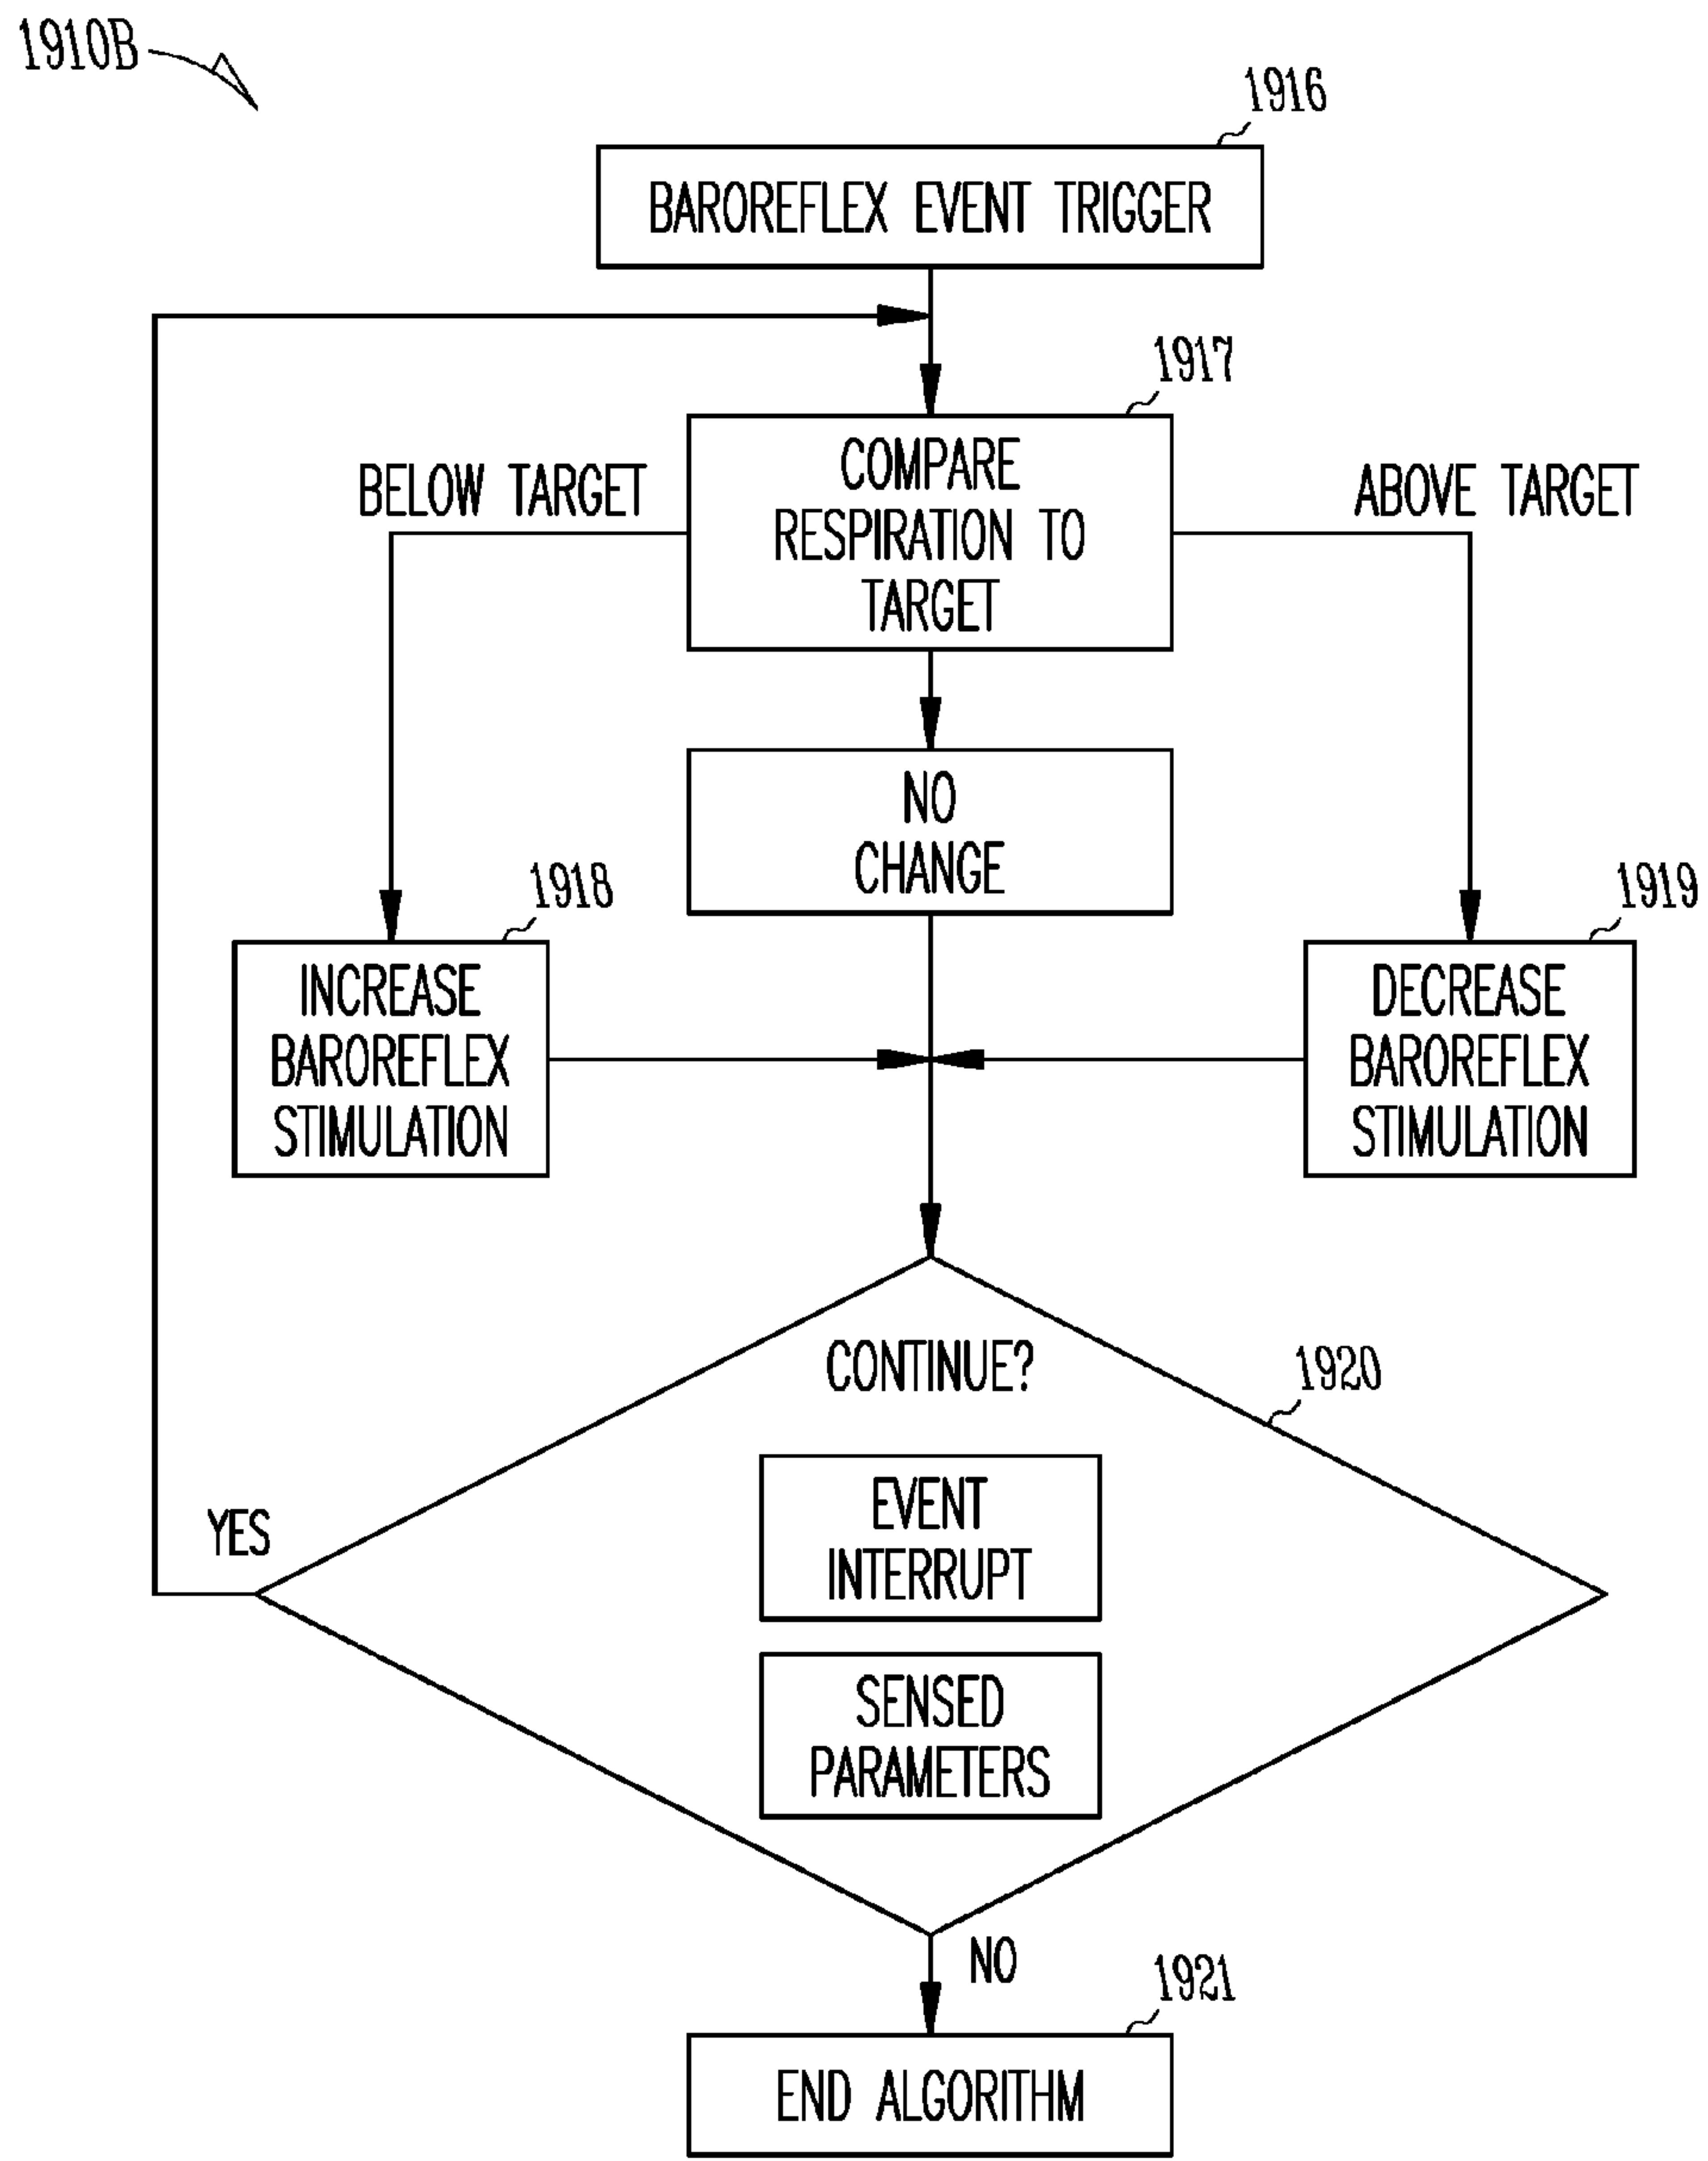 1910B
1916
BAROREFLEX EVENT TRIGGER
1917
COMPARE
RESPIRATION TO
TARGET
BELOW TARGET
ABOVE TARGET
NO
CHANGE
1918
INCREASE
BAROREFLEX
STIMULATION
1919
DECREASE
BAROREFLEX
STIMULATION
CONTINUE?
1920
EVENT
INTERRUPT
SENSED
PARAMETERS
YES
NO
1921
END ALGORITHM